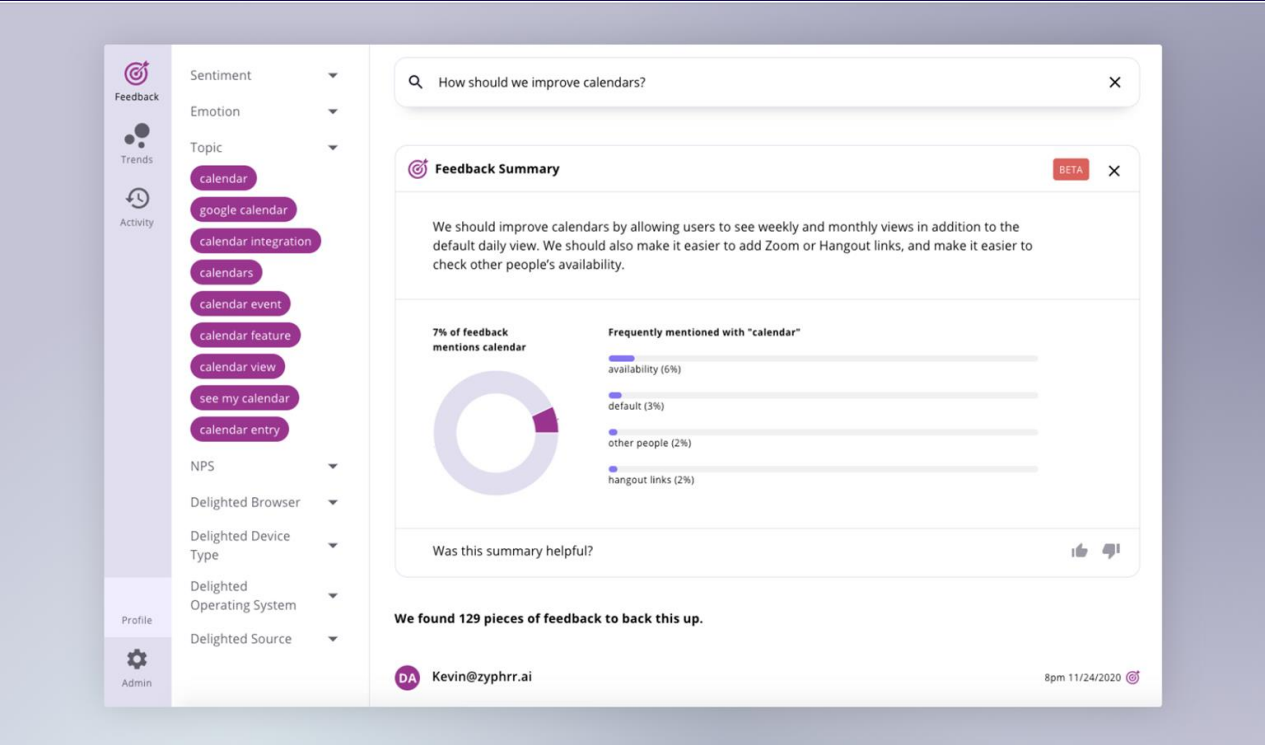 Feedback
Trends
Activity
Profile
Admin
Sentiment
Emotion
Topic
calendar
google calendar
calendar integration
calendars
calendar event
calendar feature
calendar view
see my calendar
calendar entry
NPS
Delighted Browser
Delighted Device
Type
Delighted
Operating System
Delighted Source
How should we improve calendars?
Feedback Summary
BETA
We should improve calendars by allowing users to see weekly and monthly views in addition to the
default daily view. We should also make it easier to add Zoom or Hangout links, and make it easier to
check other people's availability.
7% of feedback
mentions calendar
Frequently mentioned with "calendar"
availability (6%)
default (3%)
other people (2%)
hangout links (2%)
Was this summary helpful?
We found 129 pieces of feedback to back this up.
DA
Kevin@zyphrr.ai
8pm 11/24/2020